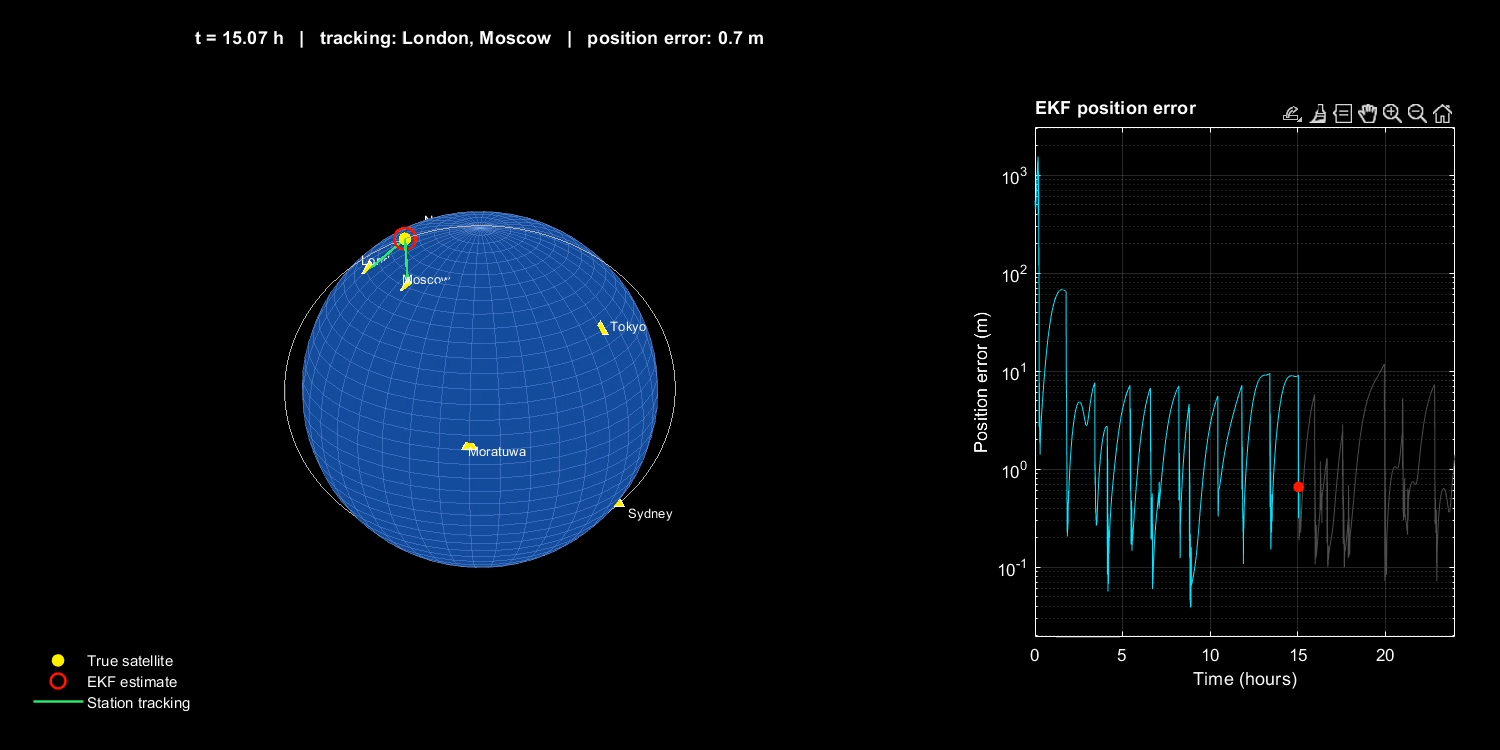 t = 15.07 h | tracking: London, Moscow | position error: 0.7 m
EKF position error
Moscow
Tokyo
Moratuwa
Sydney
True satellite
EKF estimate
Station tracking
Position error (m)
10³
10²
10¹
10⁰
10⁻¹
0 5 10 15 20
Time (hours)